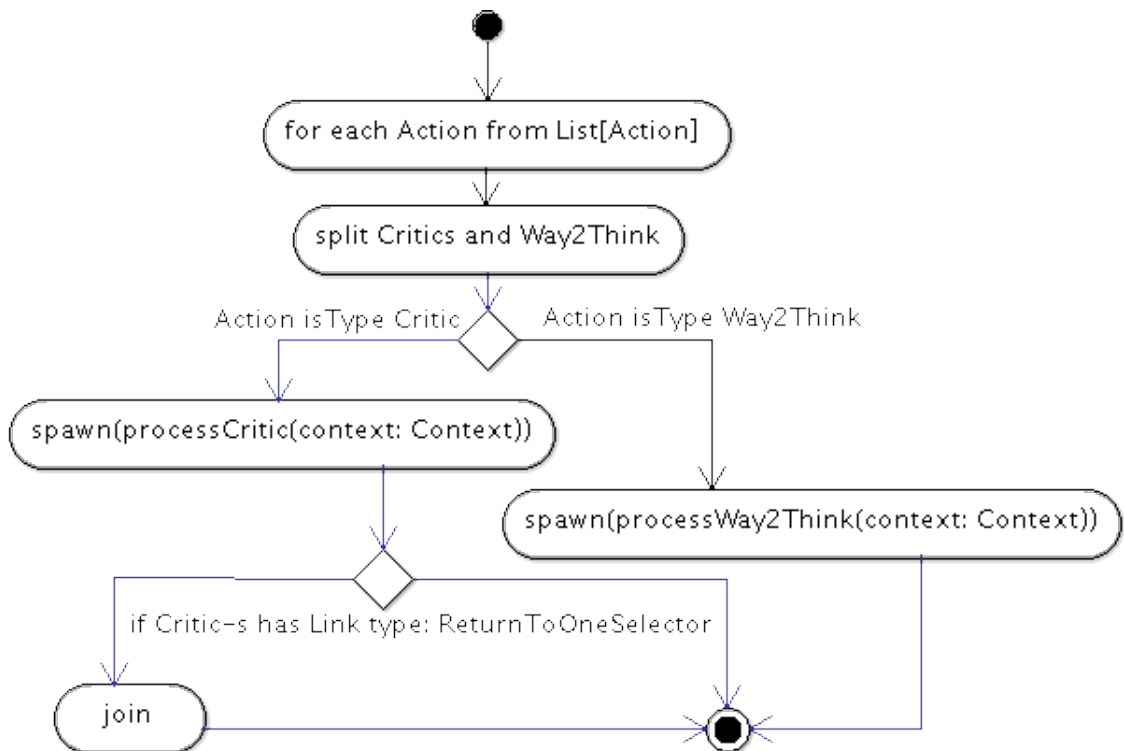 for each Action from List[Action]
split Critics and Way2Think
Action isType Critic
Action isType Way2Think
spawn(processCritic(context: Context))
spawn(processWay2Think(context: Context))
if Critic-s has Link type: ReturnToOneSelector
join